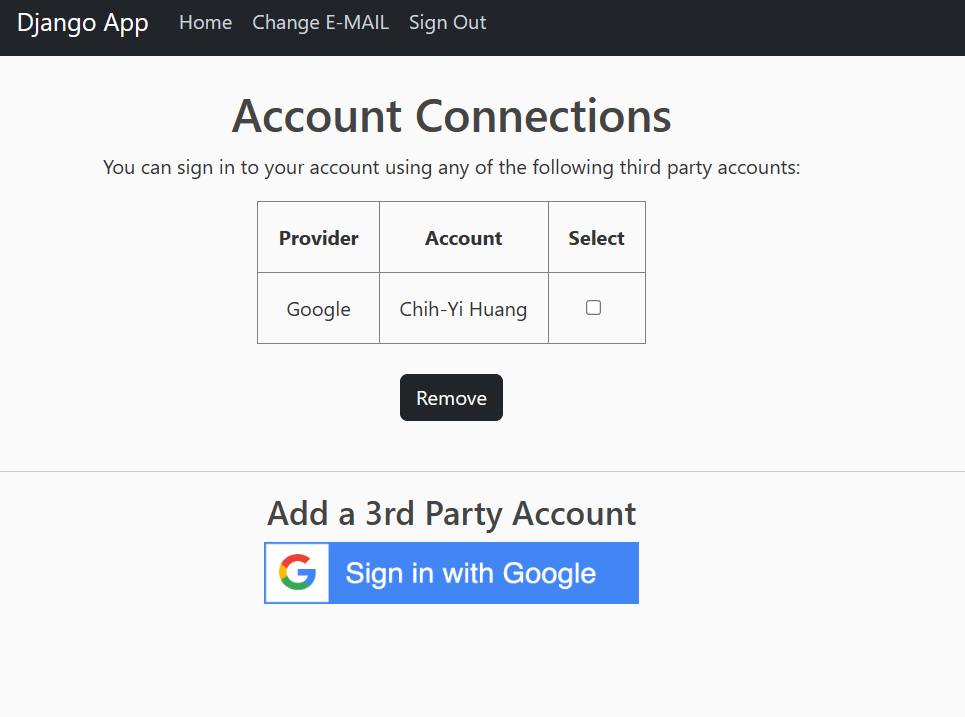 Django App Home Change E-MAIL Sign Out
Account Connections
You can sign in to your account using any of the following third party accounts:
Provider Account Select
Google Chih-Yi Huang
Remove
Add a 3rd Party Account
Sign in with Google